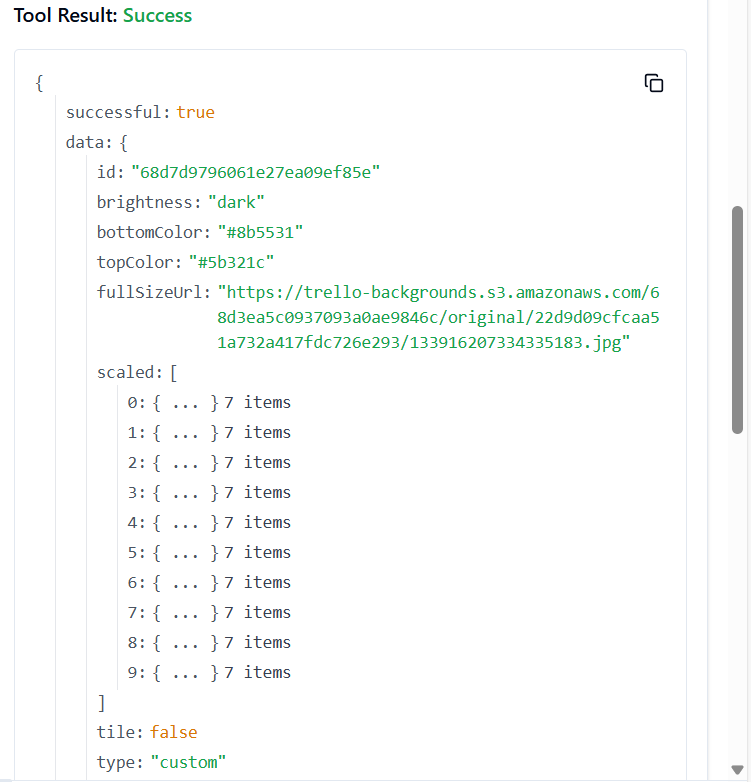 Tool Result: Success
{
successful: true
data: {
id: "68d7d9796061e27ea09ef85e"
brightness: "dark"
bottomColor: "#8b5531"
topColor: "#5b321c"
fullSizeUrl: "https://trello-backgrounds.s3.amazonaws.com/6
8d3ea5c0937093a0ae9846c/original/22d9d09cfcaa5
1a732a417fdc726e293/133916207334335183.jpg"
scaled: [
0: { ... } 7 items
1: { ... } 7 items
2: { ... } 7 items
3: { ... } 7 items
4: { ... } 7 items
5: { ... } 7 items
6: { ... } 7 items
7: { ... } 7 items
8: { ... } 7 items
9: { ... } 7 items
]
tile: false
type: "custom"